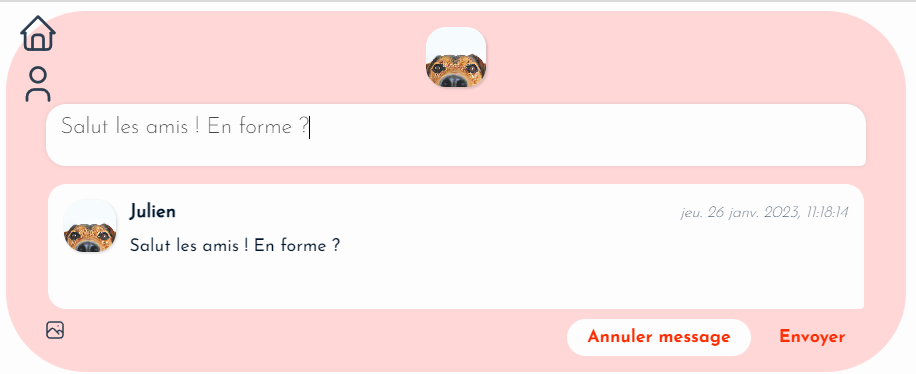 Salut les amis ! En forme ?
Julien
jeu. 26 janv. 2023, 11:18:14
Salut les amis ! En forme ?
Annuler message
Envoyer